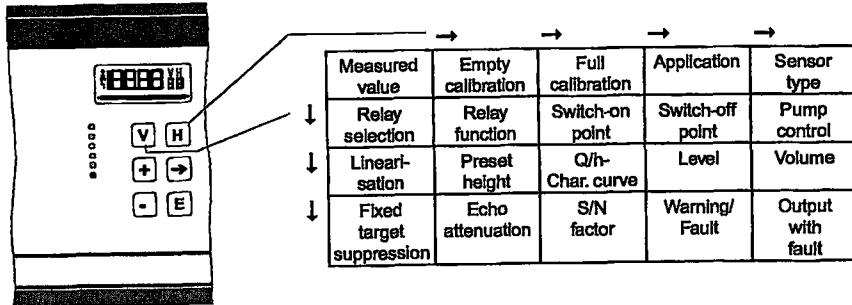 V H
+ →
- E
→ → → →
Measured value Empty calibration Full calibration Application Sensor type
↓ Relay selection Relay function Switch-on point Switch-off point Pump control
↓ Lineari- sation Preset height Q/h- Char. curve Level Volume
↓ Fixed target suppression Echo attenuation S/N factor Warning/ Fault Output with fault